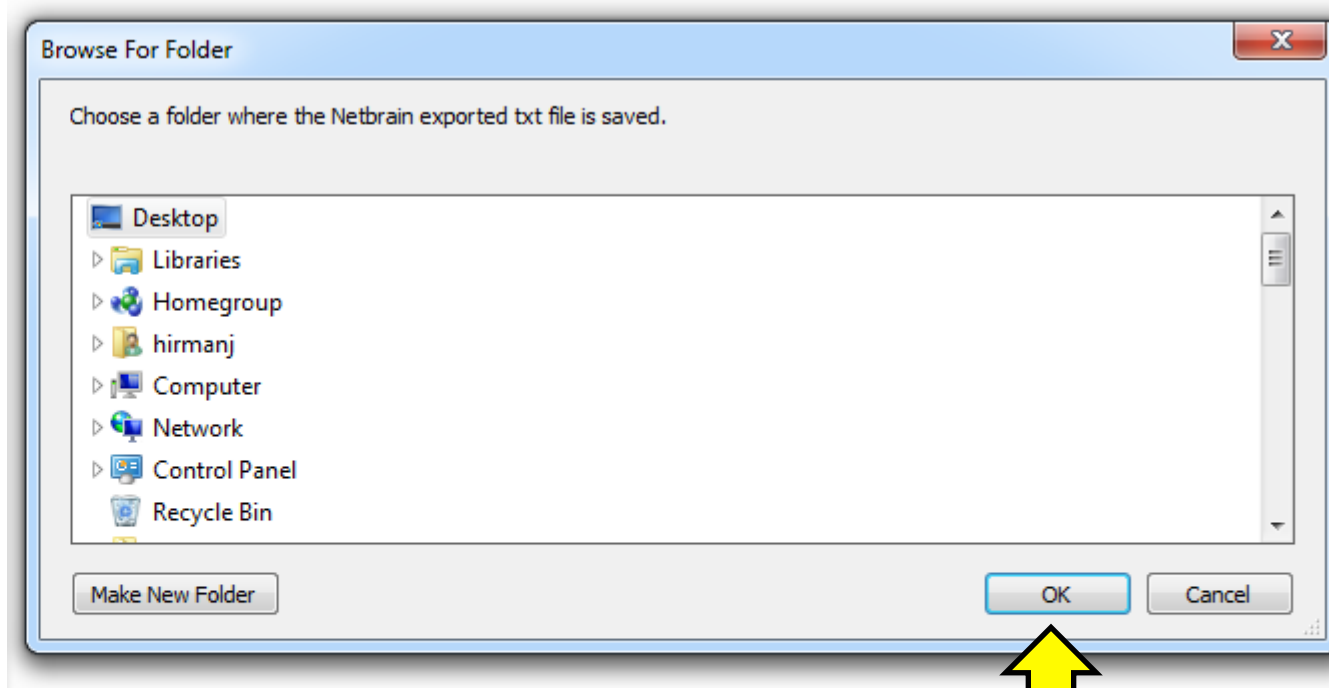 Browse For Folder
Choose a folder where the Netbrain exported txt file is saved.
Desktop
Libraries
Homegroup
hirmanj
Computer
Network
Control Panel
Recycle Bin
Make New Folder
OK
Cancel